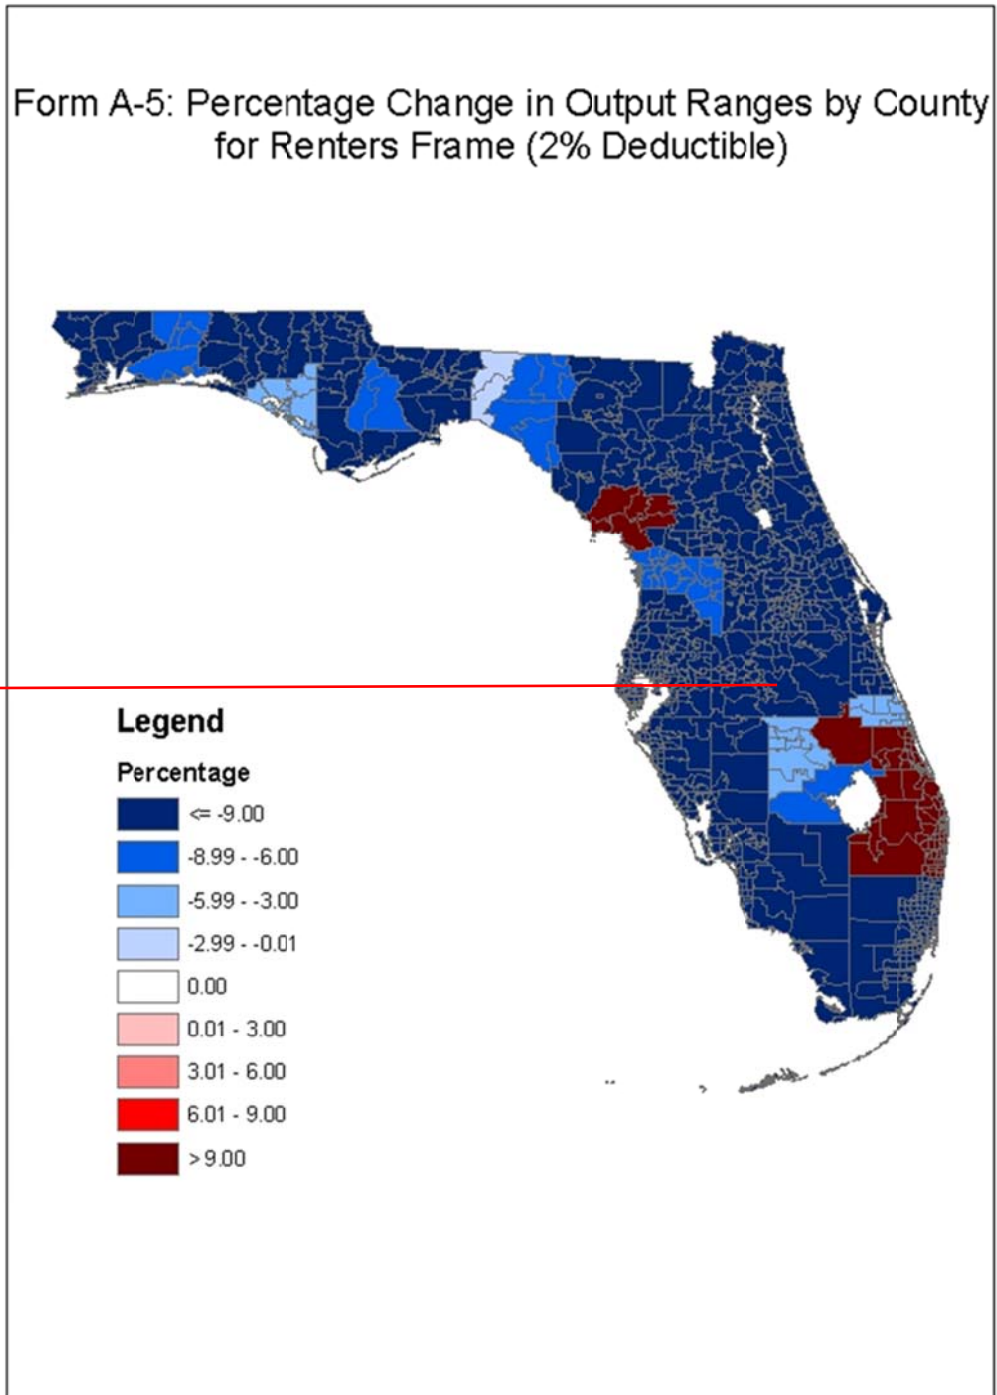 Form A-5: Percentage Change in Output Ranges by County
for Renters Frame (2% Deductible)
Legend
Percentage
<= -9.00
-8.99 - -6.00
-5.99 - -3.00
-2.99 - -0.01
0.00
0.01 - 3.00
3.01 - 6.00
6.01 - 9.00
> 9.00